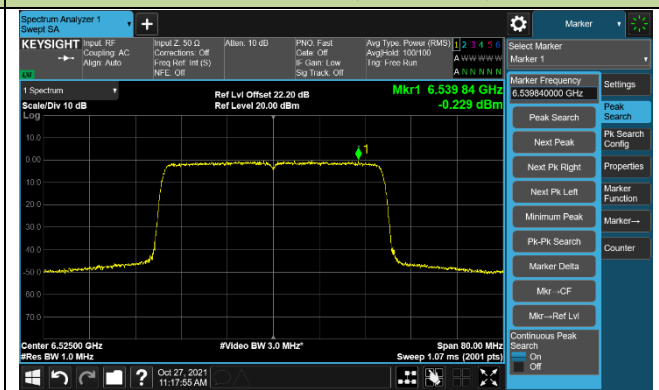 Spectrum Analyzer 1
Swept SA
Marker
KEYSIGHT
Input: RF
Coupling: AC
Align: Auto
Input Z: 50 Ω
Corrections: Off
Freq Ref: Int (S)
NFE: Off
Atten: 10 dB
PNO: Fast
Gate: Off
IF Gain: Low
Sig Track: Off
Avg Type: Power (RMS)
Avg|Hold: 100/100
Trig: Free Run
1 2 3 4 5 6
A W W W W W
A N N N N N
Select Marker
Marker 1
LXI
1 Spectrum
Scale/Div 10 dB
Log
Ref Lvl Offset 22.20 dB
Ref Level 20.00 dBm
Mkr1 6.539 84 GHz
-0.229 dBm
1
10.0
0.00
10.0
20.0
30.0
40.0
-50.0
60.0
70.0
Center 6.52500 GHz
#Res BW 1.0 MHz
#Video BW 3.0 MHz*
Span 80.00 MHz
Sweep 1.07 ms (2001 pts)
Marker Frequency
6.539840000 GHz
Peak Search
Next Peak
Next Pk Right
Next Pk Left
Minimum Peak
Pk-Pk Search
Marker Delta
Mkr→CF
Mkr→Ref Lvl
Continuous Peak
Search
On
Off
Settings
Peak
Search
Pk Search
Config
Properties
Marker
Function
Marker→
Counter
?
Oct 27, 2021
11:17:55 AM